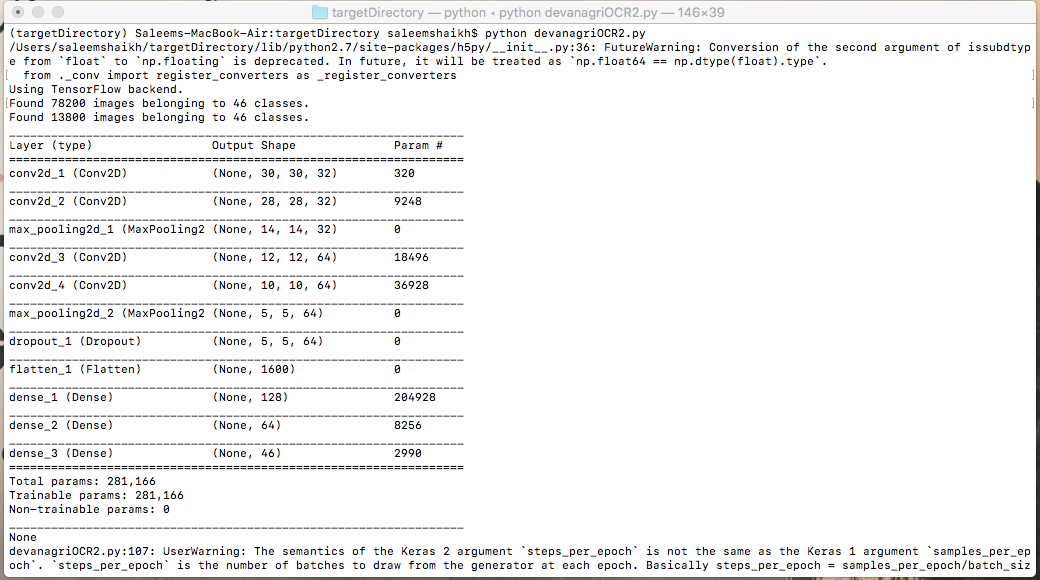 targetDirectory — python • python devanagriOCR2.py — 146×39
(targetDirectory) Saleems-MacBook-Air:targetDirectory saleemshaikh$ python devanagriOCR2.py
/Users/saleemshaikh/targetDirectory/lib/python2.7/site-packages/h5py/__init__.py:36: FutureWarning: Conversion of the second argument of issubdtyp
e from `float` to `np.floating` is deprecated. In future, it will be treated as `np.float64 == np.dtype(float).type`.
[  from ._conv import register_converters as _register_converters ]
Using TensorFlow backend.
[Found 78200 images belonging to 46 classes. ]
Found 13800 images belonging to 46 classes.
_________________________________________________________________
Layer (type)                 Output Shape              Param #
=================================================================
conv2d_1 (Conv2D)            (None, 30, 30, 32)        320
_________________________________________________________________
conv2d_2 (Conv2D)            (None, 28, 28, 32)        9248
_________________________________________________________________
max_pooling2d_1 (MaxPooling2 (None, 14, 14, 32)        0
_________________________________________________________________
conv2d_3 (Conv2D)            (None, 12, 12, 64)        18496
_________________________________________________________________
conv2d_4 (Conv2D)            (None, 10, 10, 64)        36928
_________________________________________________________________
max_pooling2d_2 (MaxPooling2 (None, 5, 5, 64)          0
_________________________________________________________________
dropout_1 (Dropout)          (None, 5, 5, 64)          0
_________________________________________________________________
flatten_1 (Flatten)          (None, 1600)              0
_________________________________________________________________
dense_1 (Dense)              (None, 128)               204928
_________________________________________________________________
dense_2 (Dense)              (None, 64)                8256
_________________________________________________________________
dense_3 (Dense)              (None, 46)                2990
=================================================================
Total params: 281,166
Trainable params: 281,166
Non-trainable params: 0
_________________________________________________________________
None
devanagriOCR2.py:107: UserWarning: The semantics of the Keras 2 argument `steps_per_epoch` is not the same as the Keras 1 argument `samples_per_ep
och`. `steps_per_epoch` is the number of batches to draw from the generator at each epoch. Basically steps_per_epoch = samples_per_epoch/batch_siz